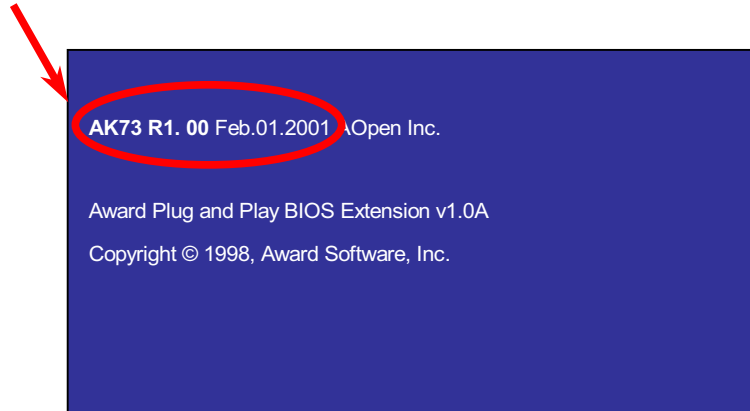 AK73 R1. 00 Feb.01.2001 AOpen Inc.
Award Plug and Play BIOS Extension v1.0A
Copyright © 1998, Award Software, Inc.